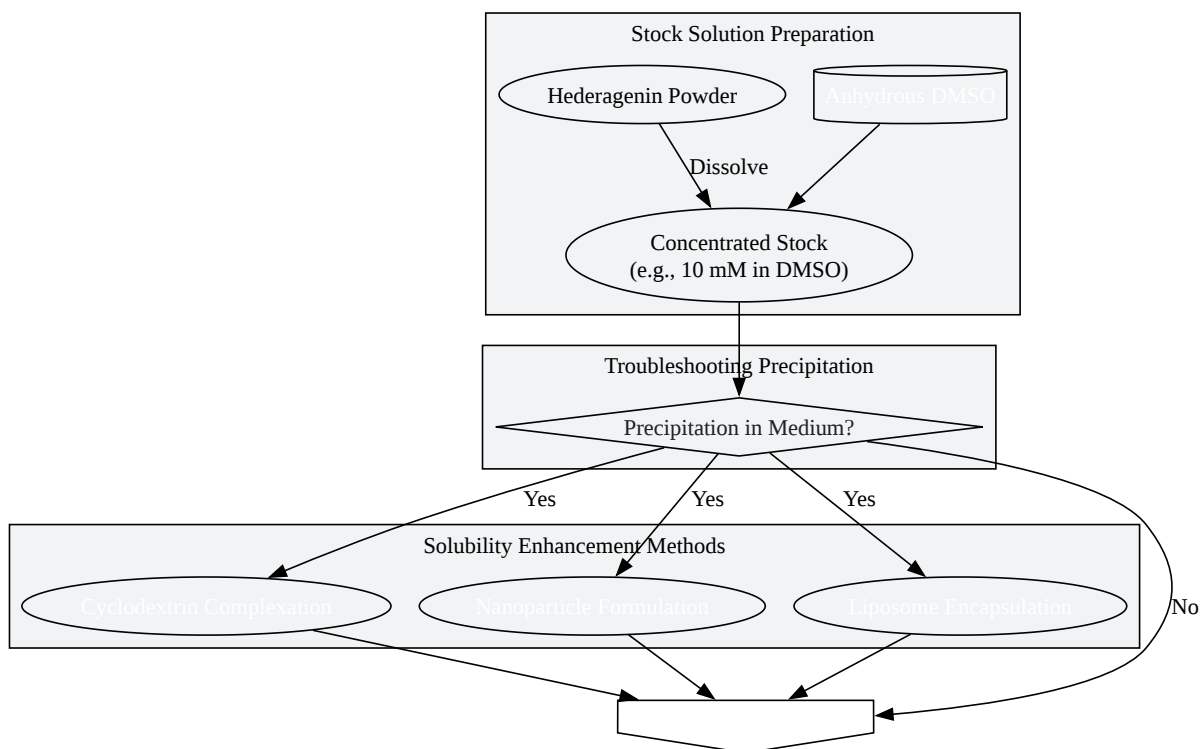 Stock Solution Preparation
Hederagenin Powder
Anhydrous DMSO
Dissolve
Concentrated Stock
(e.g., 10 mM in DMSO)
Troubleshooting Precipitation
Precipitation in Medium?
Yes
Yes
Yes
Solubility Enhancement Methods
Cyclodextrin Complexation
Nanoparticle Formulation
Liposome Encapsulation
No